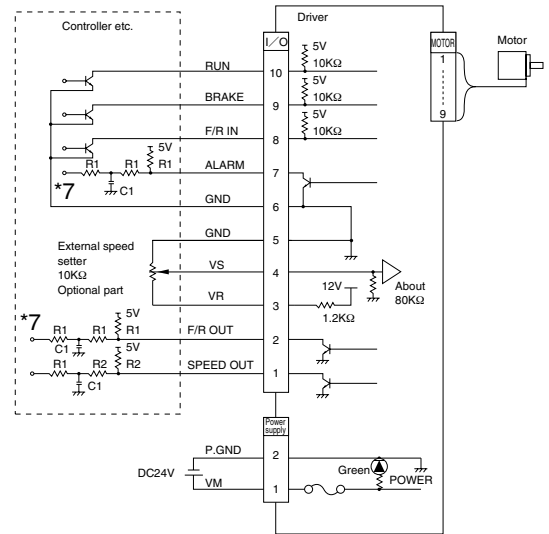 Controller etc.
Driver
I/O
MOTOR
Motor
1
9
RUN
10
5V
10KΩ
BRAKE
9
5V
10KΩ
F/R IN
8
5V
10KΩ
5V
R1
R1
R1
ALARM
7
*7
C1
GND
6
GND
5
External speed
setter
10KΩ
Optional part
VS
4
About
80KΩ
VR
3
12V
1.2KΩ
*7
5V
R1
R1
R1
F/R OUT
2
C1
5V
R1
R2
R2
SPEED OUT
1
C1
Power
supply
P.GND
2
DC24V
VM
1
Green
POWER